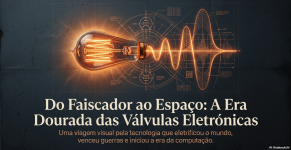 Do Faiscador ao Espaço: A Era
Dourada das Válvulas Eletrónicas
Uma viagem visual pela tecnologia que eletrificou o mundo,
venceu guerras e iniciou a era da computação.